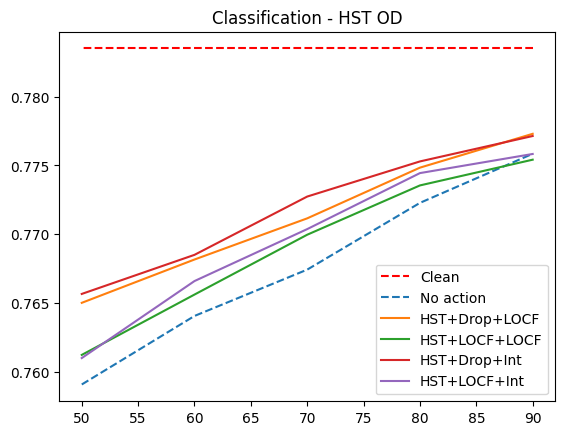 Classification - HST OD
0.780
0.775
0.770
0.765
0.760
Clean
No action
HST+Drop+LOCF
HST+LOCF+LOCF
HST+Drop+Int
HST+LOCF+Int
50 55 60 65 70 75 80 85 90